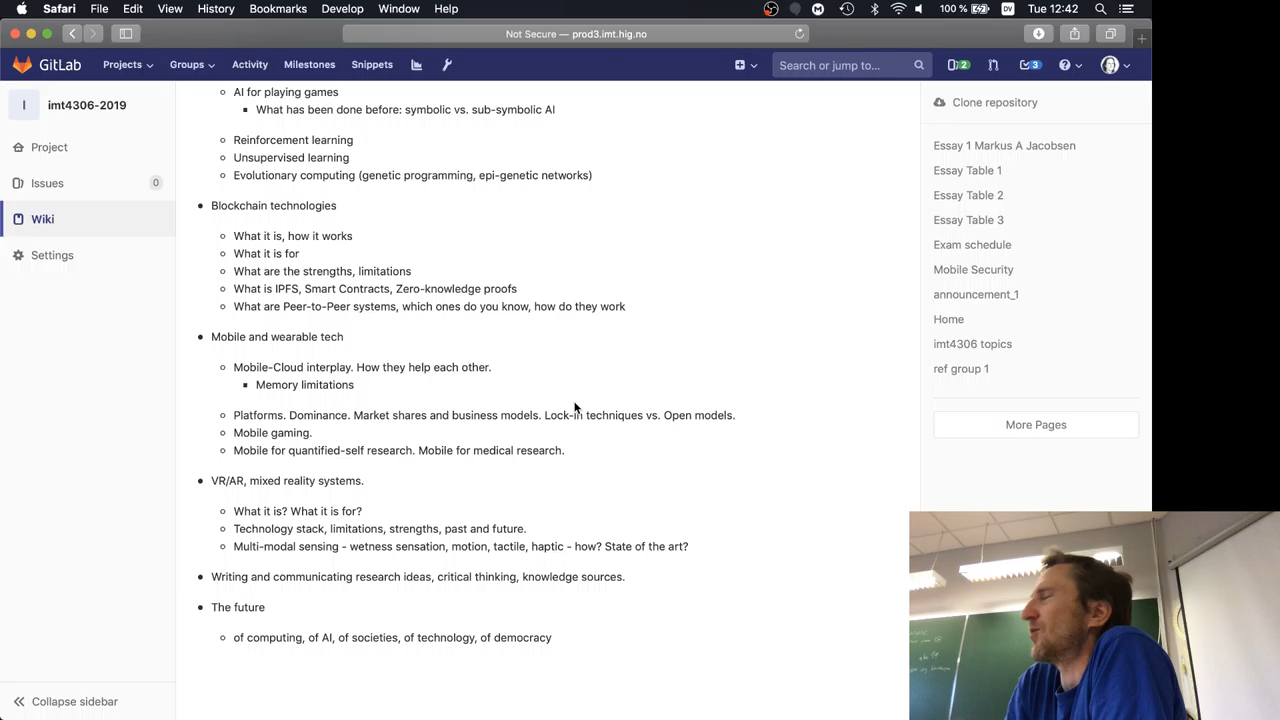 Safari File Edit View History Bookmarks Develop Window Help 100 % DV Tue 12:42
Not Secure — prod3.imt.hig.no
GitLab Projects Groups Activity Milestones Snippets Search or jump to... 2 3
I imt4306-2019
Project
Issues 0
Wiki
Settings
Collapse sidebar
AI for playing games
What has been done before: symbolic vs. sub-symbolic AI
Reinforcement learning
Unsupervised learning
Evolutionary computing (genetic programming, epi-genetic networks)
Blockchain technologies
What it is, how it works
What it is for
What are the strengths, limitations
What is IPFS, Smart Contracts, Zero-knowledge proofs
What are Peer-to-Peer systems, which ones do you know, how do they work
Mobile and wearable tech
Mobile-Cloud interplay. How they help each other.
Memory limitations
Platforms. Dominance. Market shares and business models. Lock-in techniques vs. Open models.
Mobile gaming.
Mobile for quantified-self research. Mobile for medical research.
VR/AR, mixed reality systems.
What it is? What it is for?
Technology stack, limitations, strengths, past and future.
Multi-modal sensing - wetness sensation, motion, tactile, haptic - how? State of the art?
Writing and communicating research ideas, critical thinking, knowledge sources.
The future
of computing, of AI, of societies, of technology, of democracy
Clone repository
Essay 1 Markus A Jacobsen
Essay Table 1
Essay Table 2
Essay Table 3
Exam schedule
Mobile Security
announcement_1
Home
imt4306 topics
ref group 1
More Pages